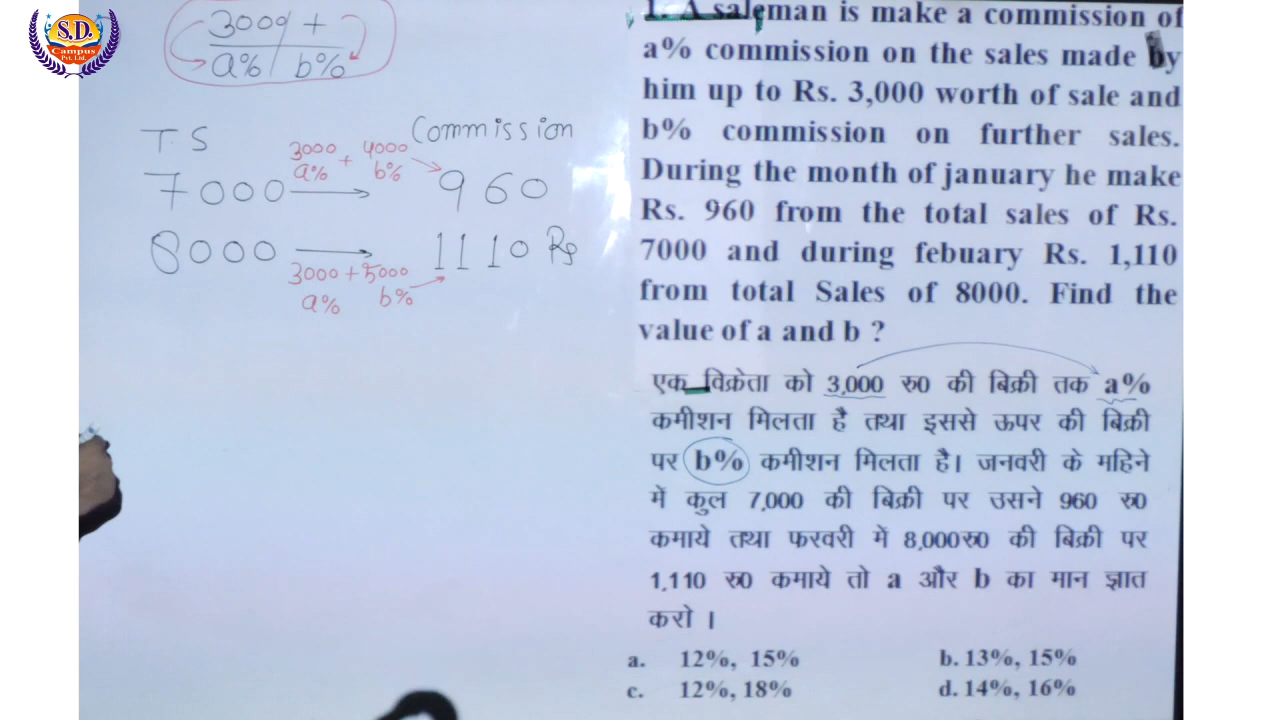 S.D.
Campus
Pvt. Ltd.
3000 +
a% b%
T.S Commission
3000 + 4000
a% b%
7000 → 960
8000 → 1110 Rs
3000 + 5000
a% b%
1. A saleman is make a commission of
a% commission on the sales made by
him up to Rs. 3,000 worth of sale and
b% commission on further sales.
During the month of january he make
Rs. 960 from the total sales of Rs.
7000 and during febuary Rs. 1,110
from total Sales of 8000. Find the
value of a and b ?
एक विक्रेता को 3,000 रु0 की बिक्री तक a%
कमीशन मिलता है तथा इससे ऊपर की बिक्री
पर b% कमीशन मिलता है। जनवरी के महिने
में कुल 7,000 की बिक्री पर उसने 960 रु0
कमाये तथा फरवरी में 8,000रु0 की बिक्री पर
1,110 रु0 कमाये तो a और b का मान ज्ञात
करो ।
a. 12%, 15% b. 13%, 15%
c. 12%, 18% d. 14%, 16%